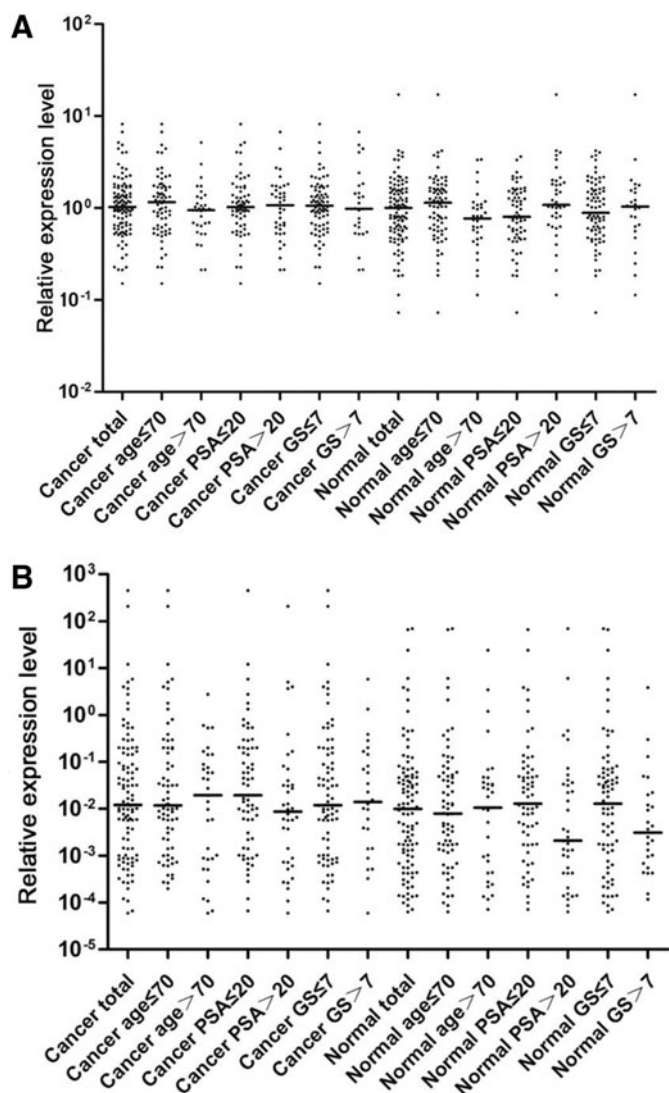 A
Relative expression level
10²
10¹
10⁰
10⁻¹
10⁻²
Cancer total
Cancer age≤70
Cancer age＞70
Cancer PSA≤20
Cancer PSA＞20
Cancer GS≤7
Cancer GS＞7
Normal total
Normal age≤70
Normal age＞70
Normal PSA≤20
Normal PSA＞20
Normal GS≤7
Normal GS＞7
B
Relative expression level
10³
10²
10¹
10⁰
10⁻¹
10⁻²
10⁻³
10⁻⁴
10⁻⁵
Cancer total
Cancer age≤70
Cancer age＞70
Cancer PSA≤20
Cancer PSA＞20
Cancer GS≤7
Cancer GS＞7
Normal total
Normal age≤70
Normal age＞70
Normal PSA≤20
Normal PSA＞20
Normal GS≤7
Normal GS＞7